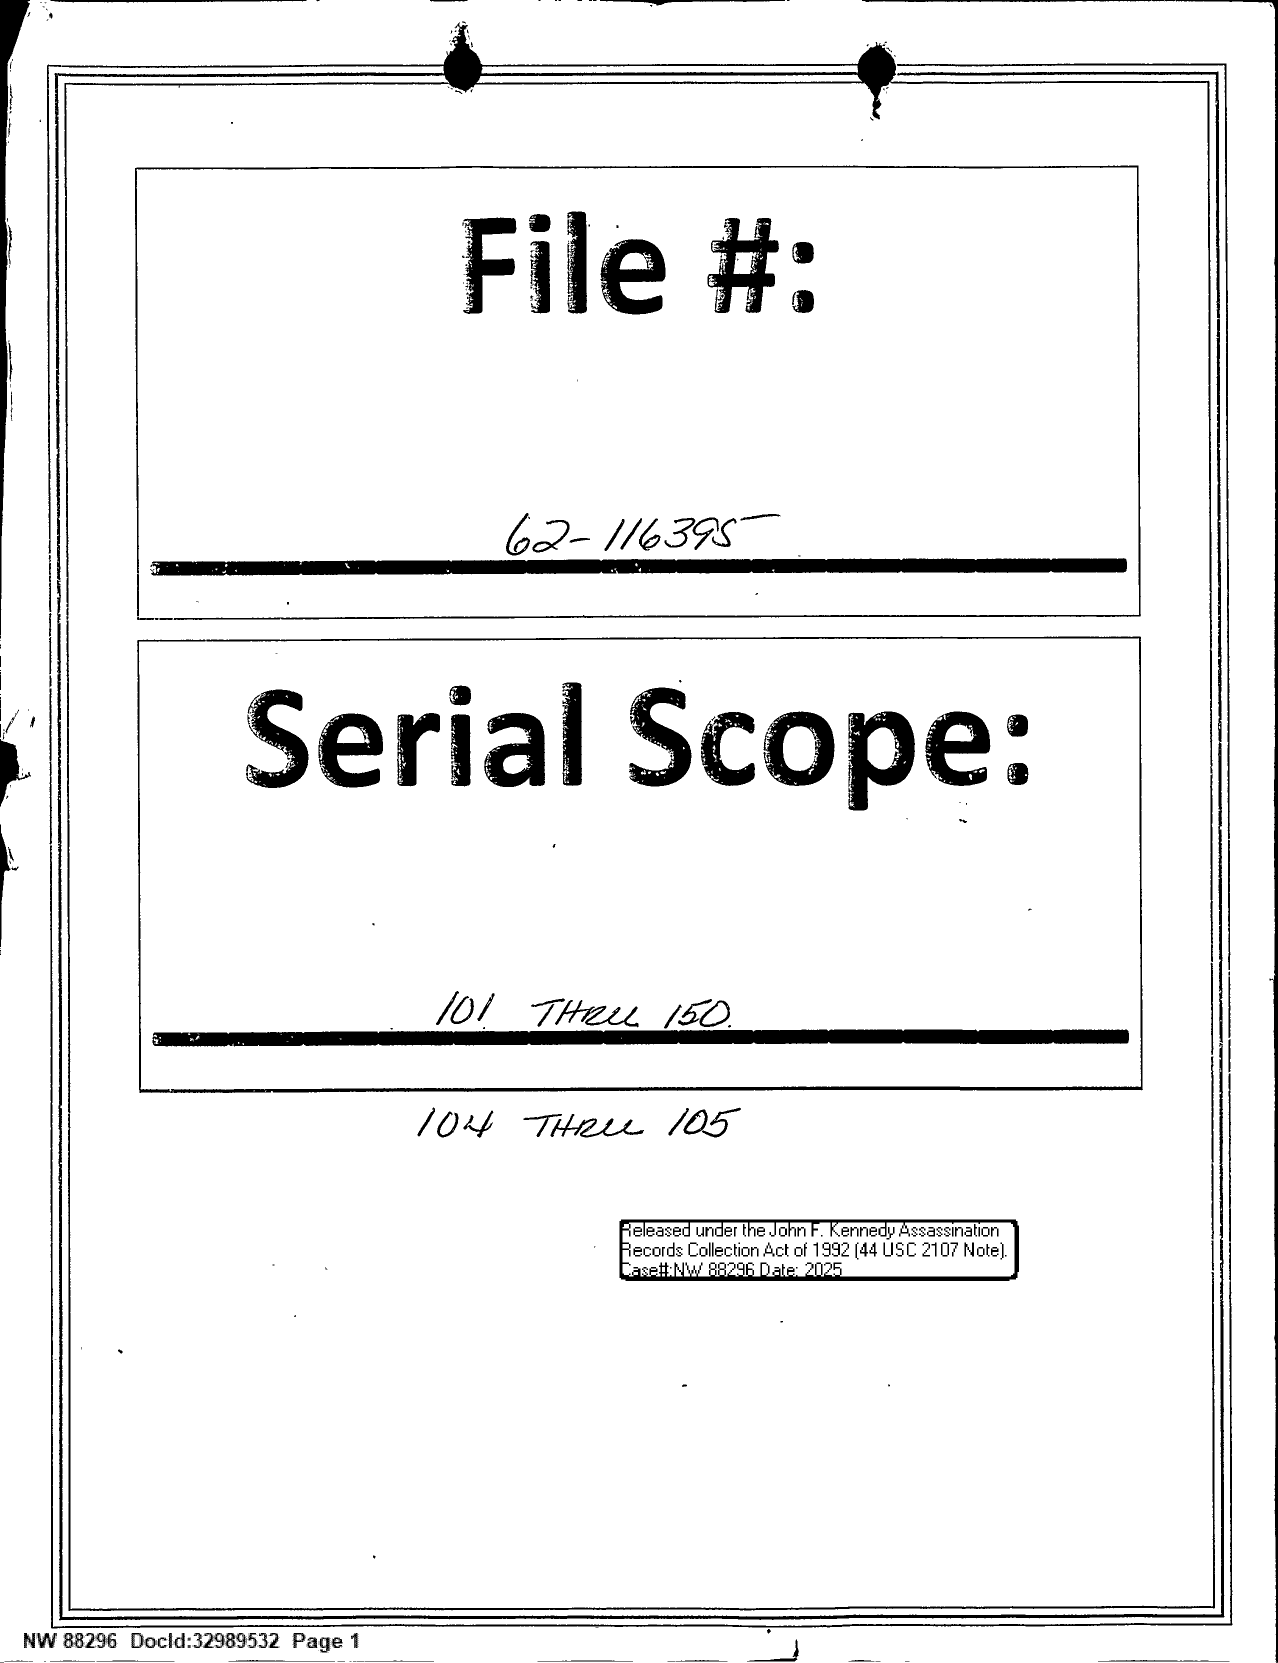 File #:
62-116395
Serial Scope:
101 THRU 150.
104 THRU 105
Released under the John F. Kennedy Assassination
Records Collection Act of 1992 (44 USC 2107 Note).
Case#:NW 88296 Date: 2025
NW 88296 DocId:32989532 Page 1